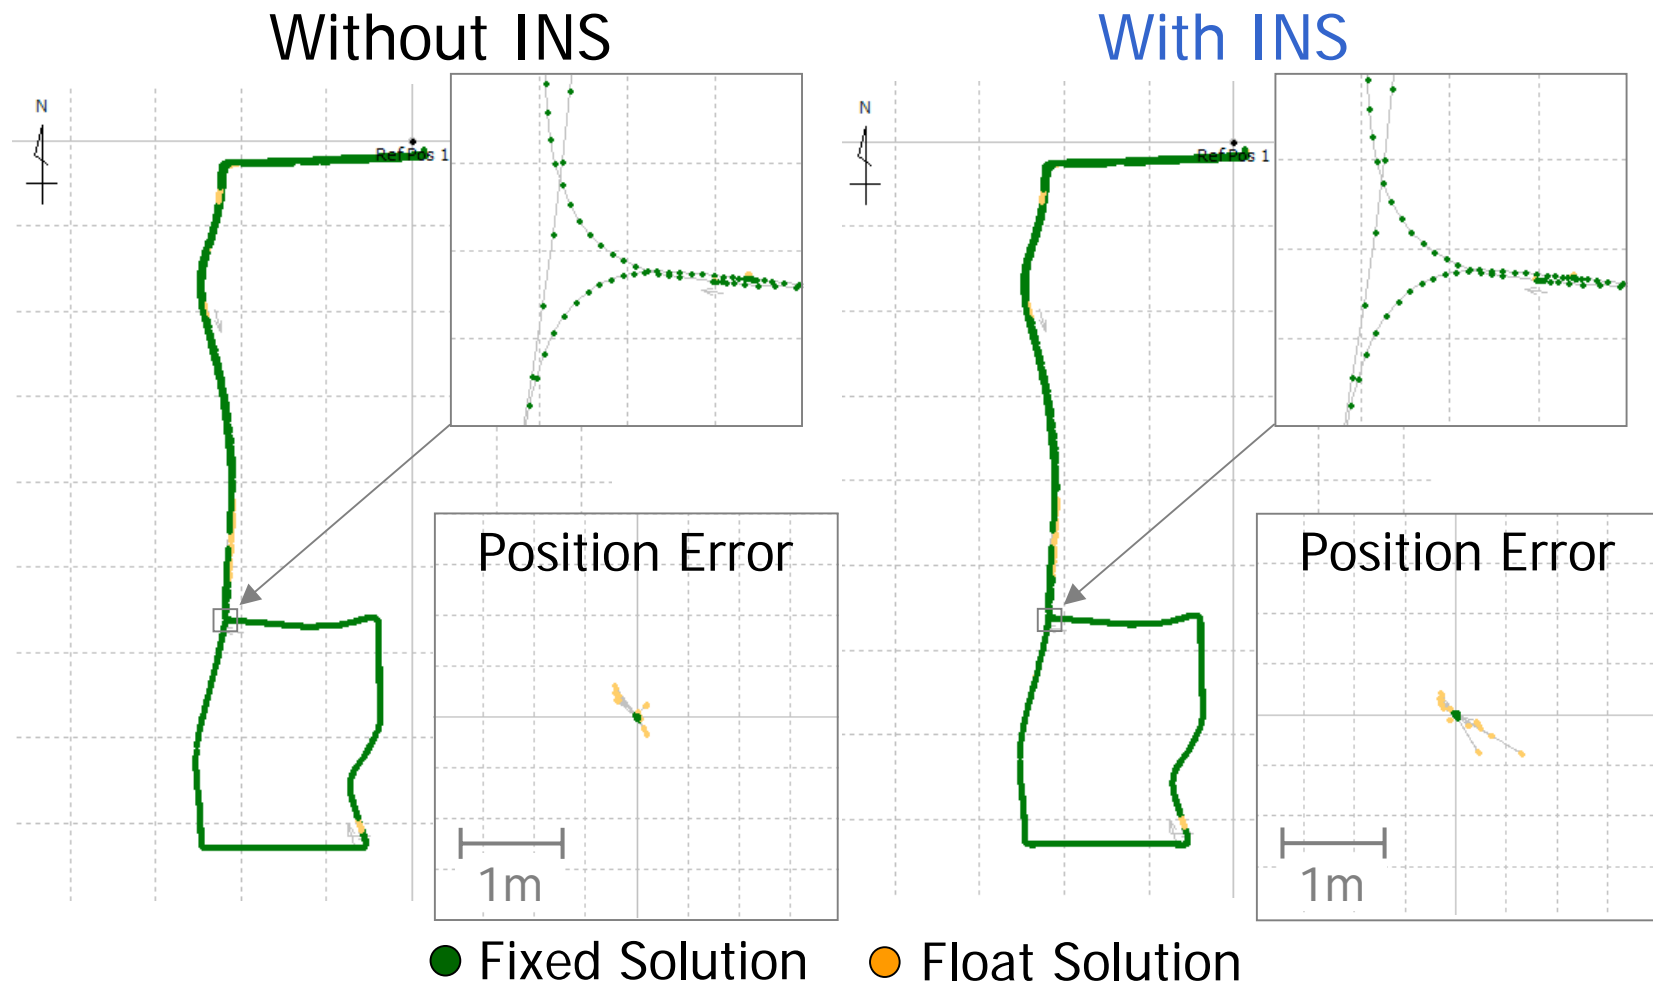 Without INS
With INS
N
Ref Pos 1
N
Ref Pos 1
Position Error
1m
Position Error
1m
Fixed Solution
Float Solution